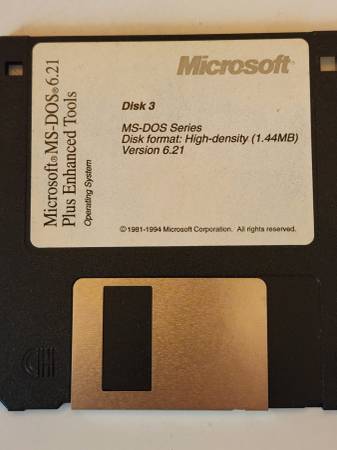 Microsoft®
Disk 3
MS-DOS Series
Disk format: High-density (1.44MB)
Version 6.21
©1981-1994 Microsoft Corporation. All rights reserved.
Microsoft® MS-DOS® 6.21
Plus Enhanced Tools
Operating System